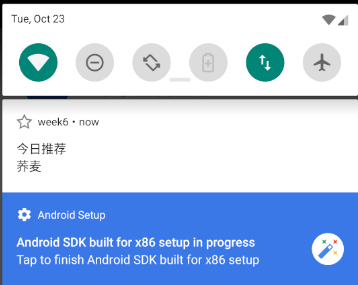 Tue, Oct 23
week6 • now
今日推荐
荞麦
Android Setup
Android SDK built for x86 setup in progress
Tap to finish Android SDK built for x86 setup